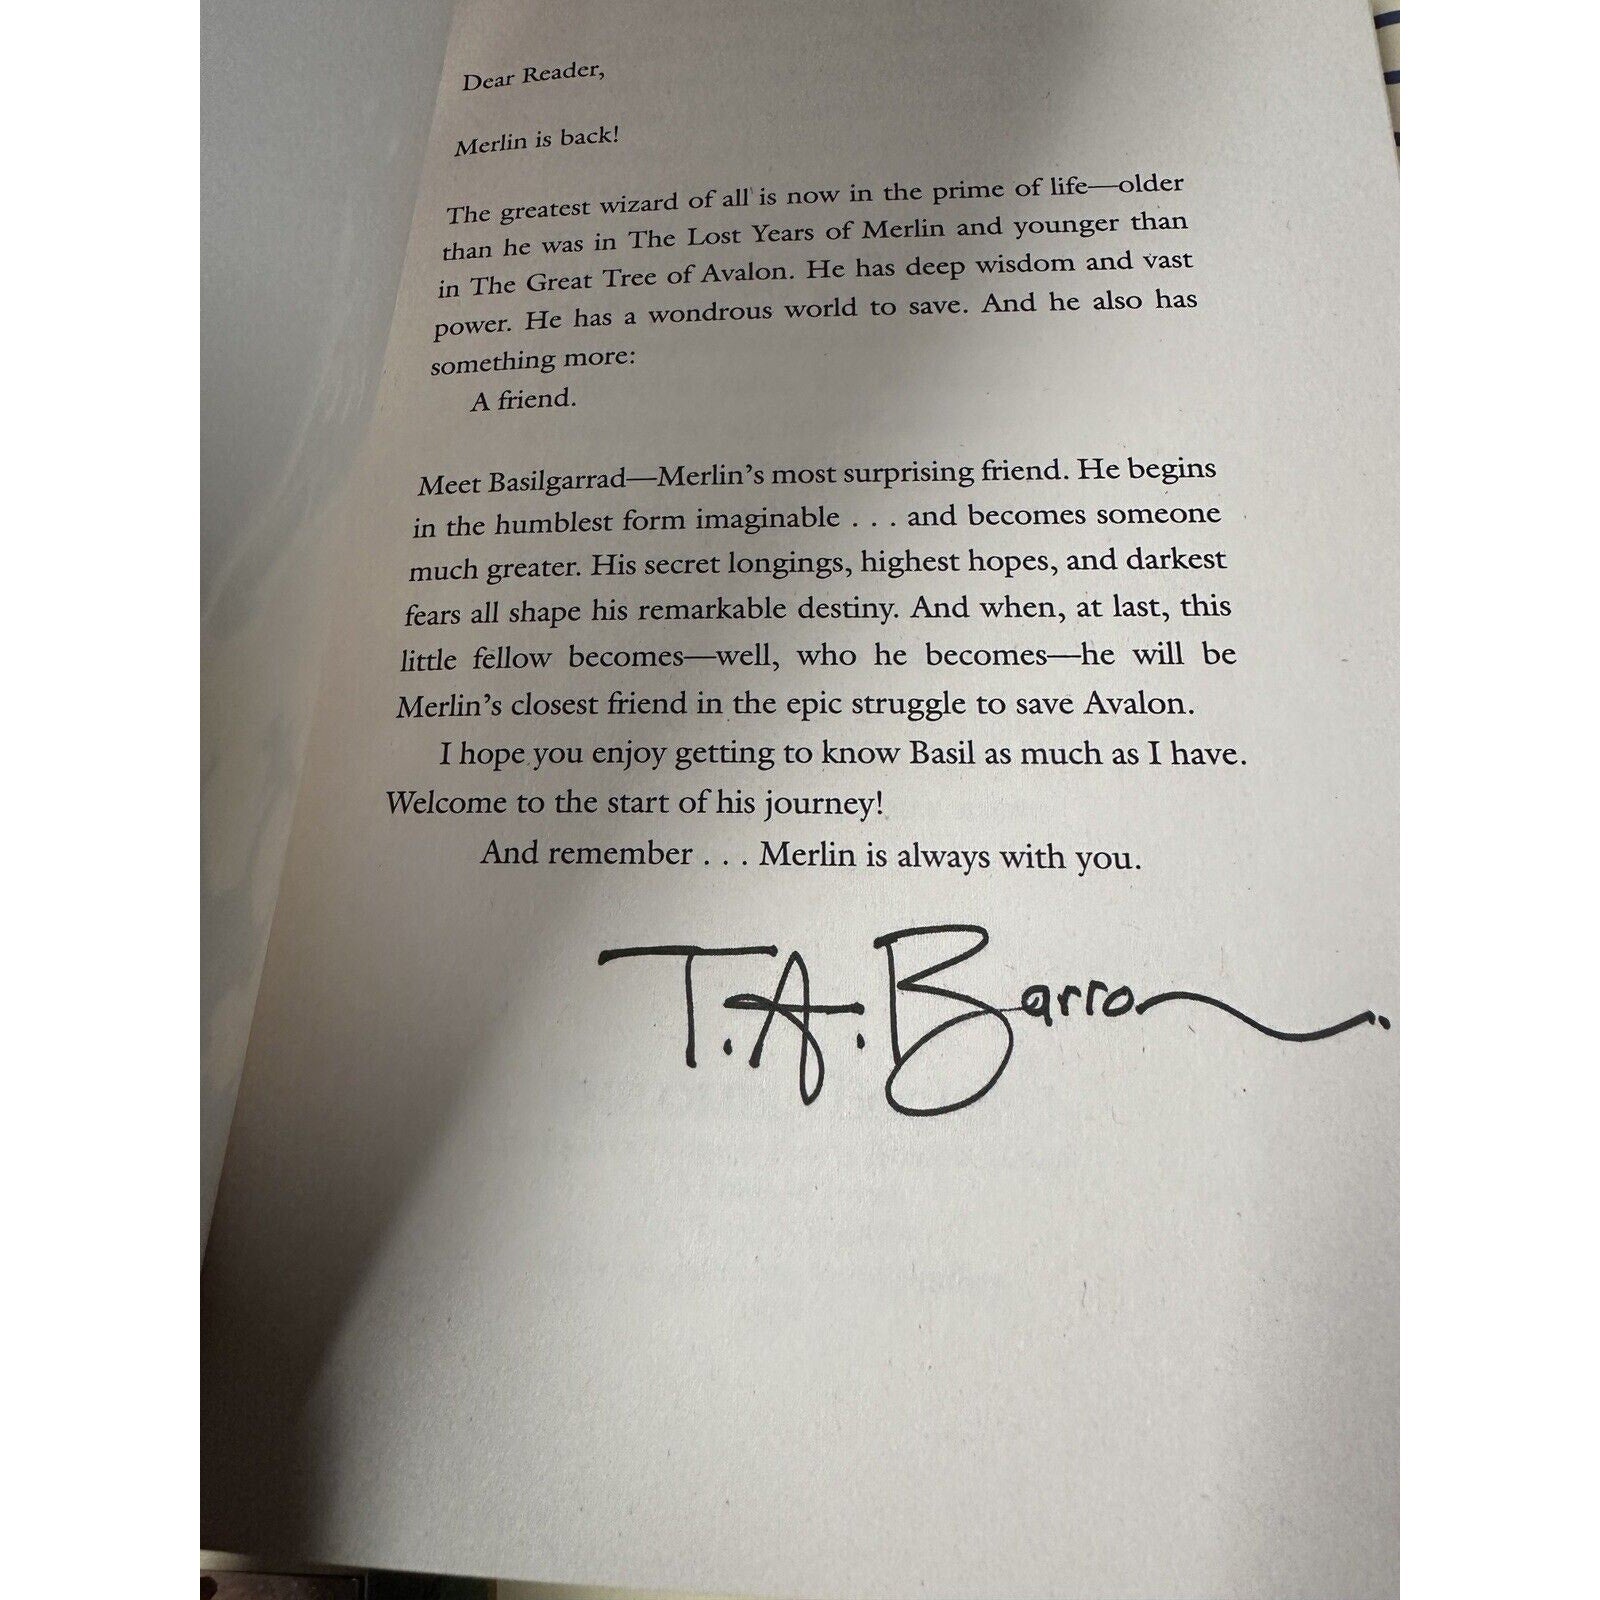 Dear Reader,
Merlin is back!
The greatest wizard of all is now in the prime of life—older
than he was in The Lost Years of Merlin and younger than
in The Great Tree of Avalon. He has deep wisdom and vast
power. He has a wondrous world to save. And he also has
something more:
A friend.
Meet Basilgarrad—Merlin's most surprising friend. He begins
in the humblest form imaginable . . . and becomes someone
much greater. His secret longings, highest hopes, and darkest
fears all shape his remarkable destiny. And when, at last, this
little fellow becomes—well, who he becomes—he will be
Merlin's closest friend in the epic struggle to save Avalon.
I hope you enjoy getting to know Basil as much as I have.
Welcome to the start of his journey!
And remember . . . Merlin is always with you.
T. A. Barron